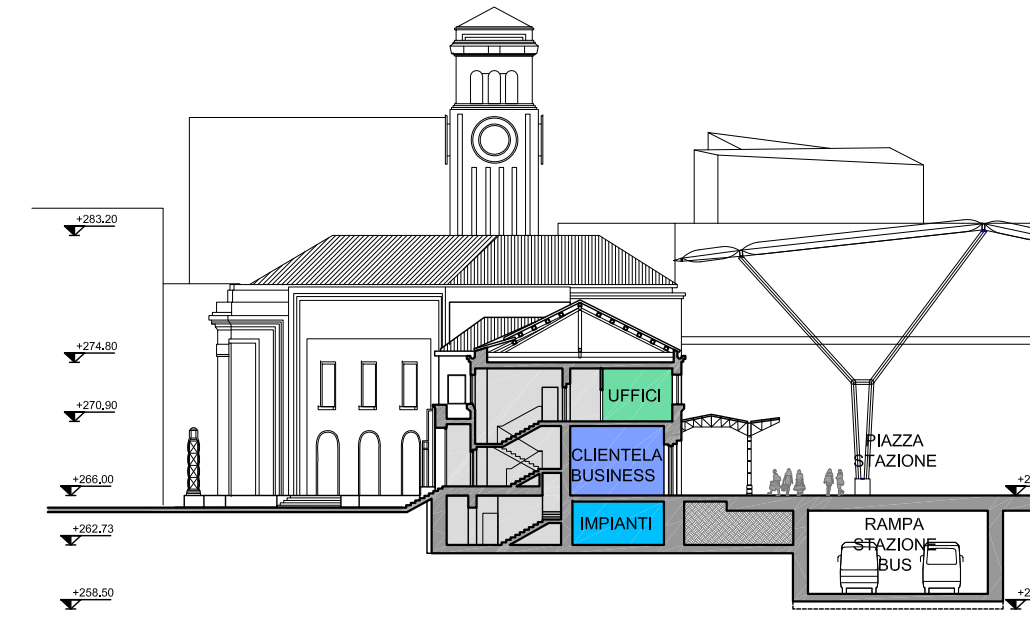 +283.20
+274.80
+270.90
+266.00
+262.73
+258.50
UFFICI
CLIENTELA
BUSINESS
IMPIANTI
PIAZZA
STAZIONE
RAMPA
STAZIONE
BUS